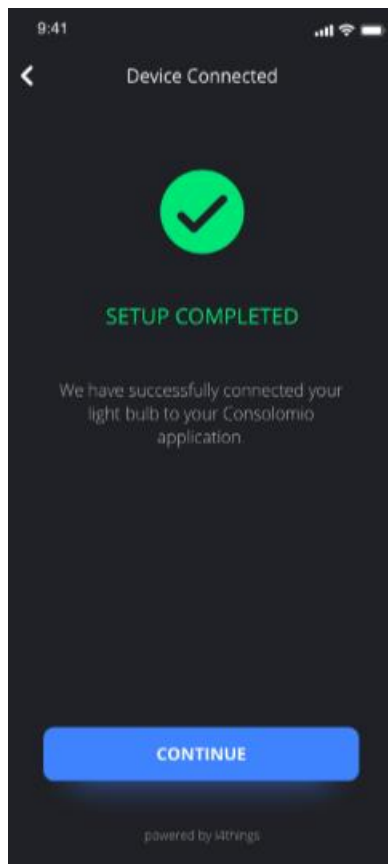 9:41
Device Connected
SETUP COMPLETED
We have successfully connected your
light bulb to your Consolomio
application
CONTINUE
powered by i4things